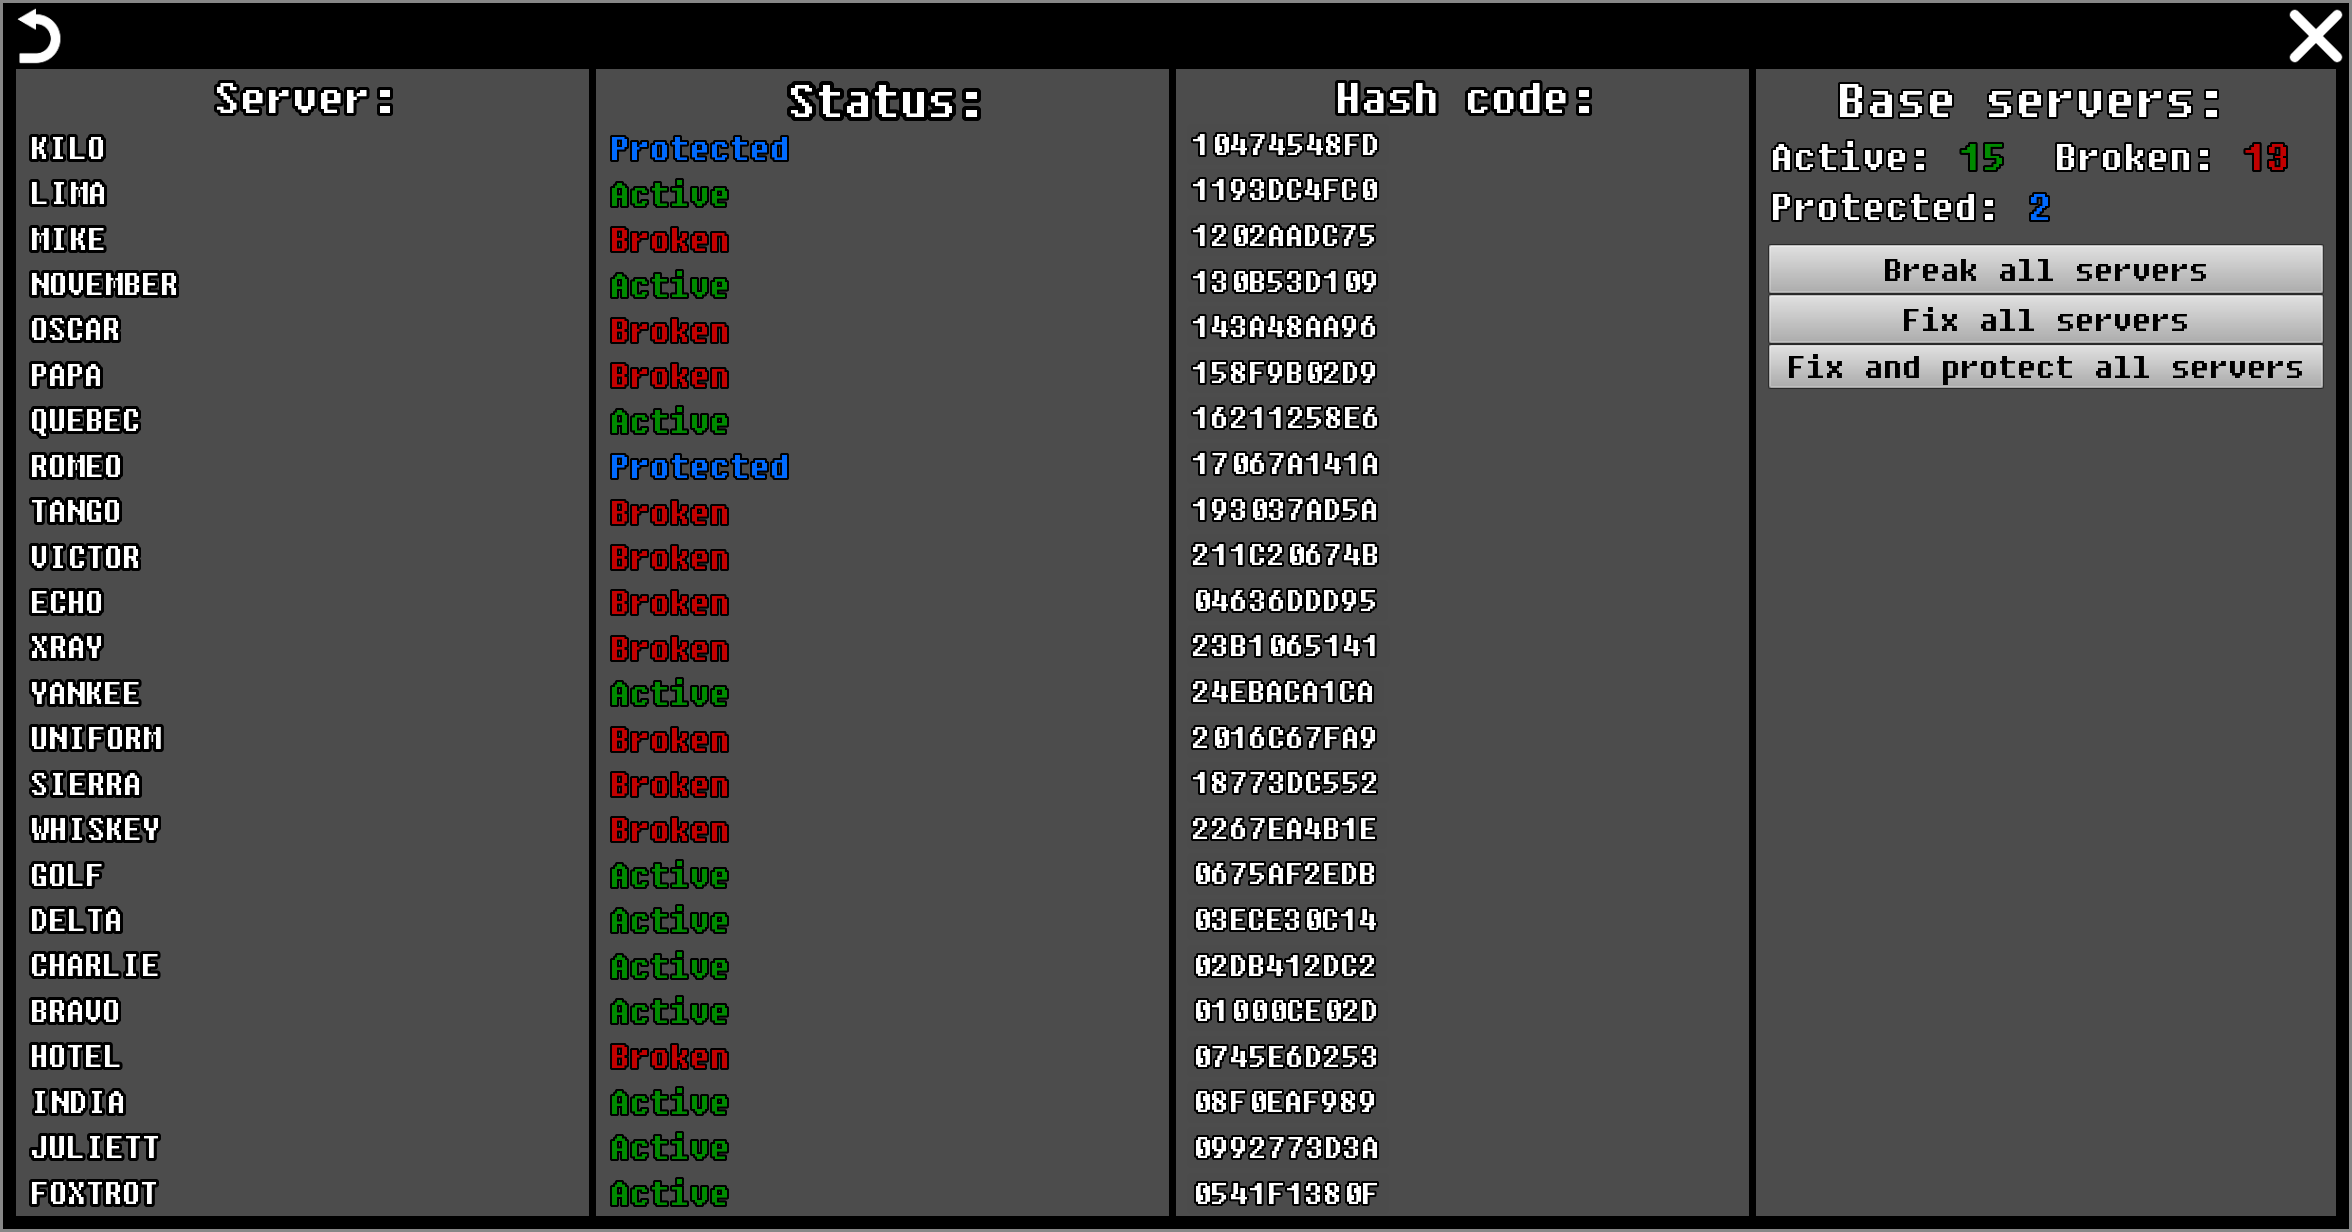 Server: Status: Hash code: Base servers:
KILO Protected 10474548FD
Active: 15 Broken: 13
LIMA Active 1193DC4FC0
Protected: 2
MIKE Broken 1202AADC75
Break all servers
NOVEMBER Active 130B53D109
Fix all servers
OSCAR Broken 143A48AA96
Fix and protect all servers
PAPA Broken 158F9B02D9
QUEBEC Active 16211258E6
ROMEO Protected 17067A141A
TANGO Broken 193037AD5A
VICTOR Broken 211C20674B
ECHO Broken 04636DDD95
XRAY Broken 23B1065141
YANKEE Active 24EBACA1CA
UNIFORM Broken 2016C67FA9
SIERRA Broken 18773DC552
WHISKEY Broken 2267EA4B1E
GOLF Active 0675AF2EDB
DELTA Active 03ECE30C14
CHARLIE Active 02DB412DC2
BRAVO Active 01000CE02D
HOTEL Broken 0745E6D253
INDIA Active 08F0EAF989
JULIETT Active 0992773D3A
FOXTROT Active 0541F1380F